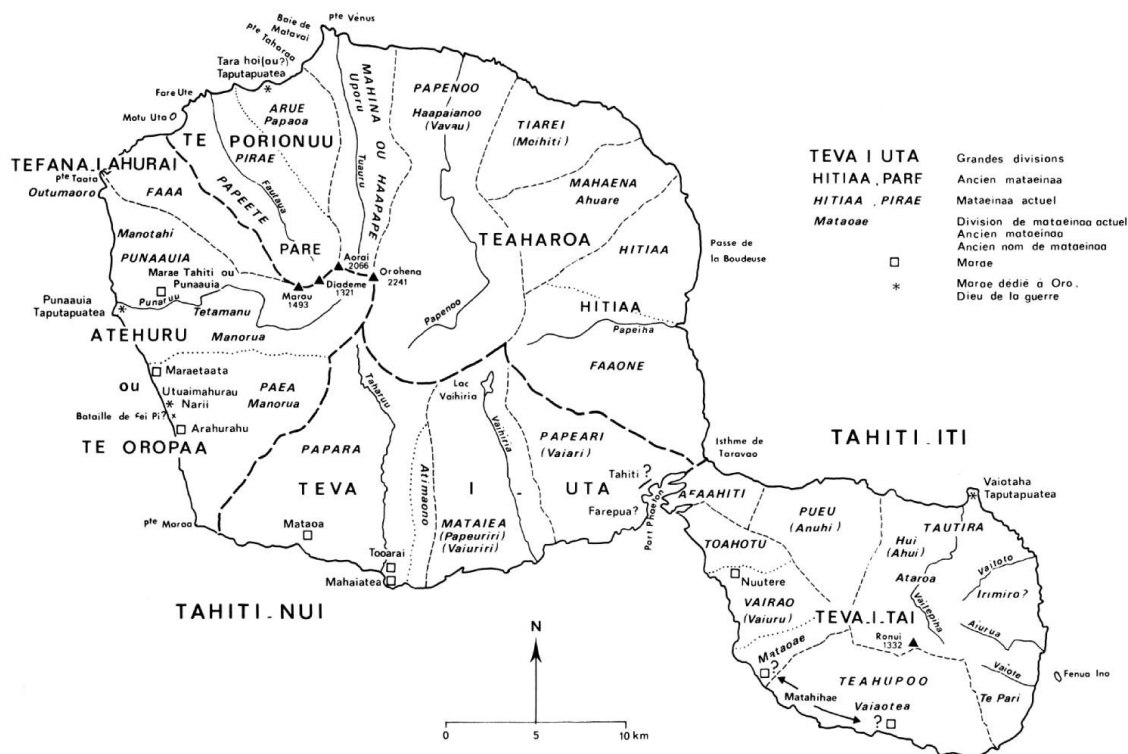 Baie de
Matavai
pte Vénus
pte Taharaa
Tara hoi(ou?)
Taputapuatea
Fare Ute
Motu Uta
ARUE
Papaoa
MAHINA OU HAAPAPE
Uporu
Tuauru
PAPENOO
Haapaianoo
(Vavau)
TIAREI
(Meihiti)
TE PORIONUU
PIRAE
Fautaua
PAPEETE
PARE
TEFANA_I_AHURAI
pte Taata
Outumaoro
FAAA
MAHAENA
Ahuare
TEAHAROA
HITIAA
Passe de
la Boudeuse
Manotahi
PUNAAUIA
Marae Tahiti ou
Punaauia
Aorai
2066
Orohena
2241
Diademe
1321
Marau
1493
Punaauia
Taputapuatea
Punaruu
Tetamanu
ATEHURU
Manorua
Papenoo
HITIAA
Papeiha
FAAONE
Maraetaata
ou
Utuaimahurau
Narii
PAEA
Manorua
Bataille de Fei Pi?
Arahurahu
TE OROPAA
Taharuu
Lac
Vaihiria
Vaihiria
PAPEARI
(Vaiari)
PAPARA
Atimaono
TEVA I - UTA
Tahiti?
Farepua?
Port Phaeton
Isthme de
Taravao
pte Maraa
Mataoa
MATAIEA
(Papeuriri)
(Vaiuriri)
Tooarai
Mahaiatea
TAHITI_NUI
TAHITI_ITI
AFAAHITI
PUEU
(Anuhi)
Vaiotaha
Taputapuatea
TAUTIRA
Hui
(Ahui)
TOAHOTU
Nuutere
Ataroa
Vaitoto
Irimiro?
VAIRAO
(Vaiuru)
TEVA_I_TAI
Vaitepiha
Aiurua
Ronui
1332
Mataoae
?
Vaiote
Fenua Ino
TEAHUPOO
Matahihae
Vaiaotea
?
Te Pari
N
0 5 10 km
TEVA I UTA Grandes divisions
HITIAA, PARE Ancien mataeinaa
HITIAA, PIRAE Mataeinaa actuel
Mataoae Division de mataeinaa actuel
Ancien mataeinaa
Ancien nom de mataeinaa
Marae
* Marae dédié à Oro.
Dieu de la guerre